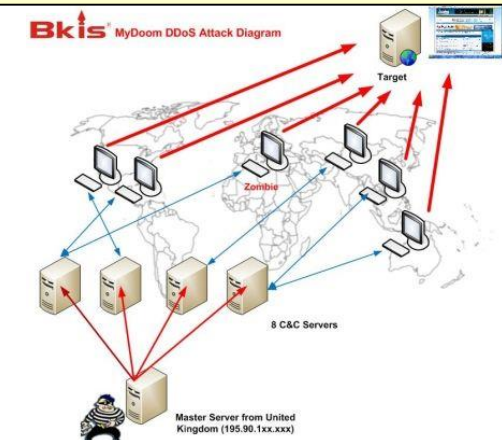 Bkis MyDoom DDoS Attack Diagram
Target
Zombie
8 C&C Servers
Master Server from United
Kingdom (195.90.1xx.xxx)